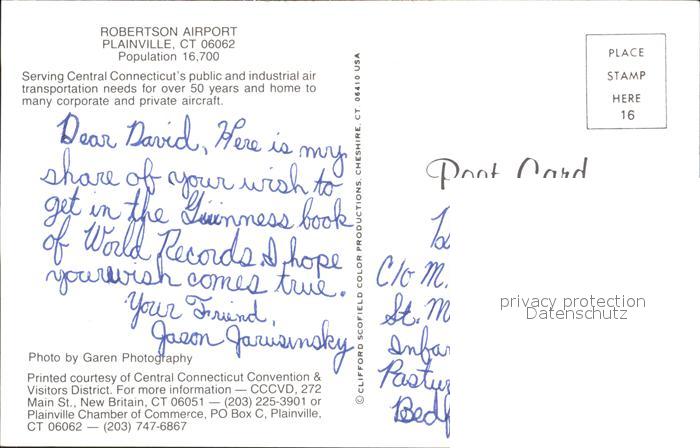 ROBERTSON AIRPORT
PLAINVILLE, CT 06062
Population 16,700
Serving Central Connecticut's public and industrial air
transportation needs for over 50 years and home to
many corporate and private aircraft.
Dear David, Here is my
share of your wish to
get in the Guinness book
of World Records. I hope
your wish comes true.
Your Friend,
Jason Jarusinsky
Photo by Garen Photography
Printed courtesy of Central Connecticut Convention &
Visitors District. For more information — CCCVD, 272
Main St., New Britain, CT 06051 — (203) 225-3901 or
Plainville Chamber of Commerce, PO Box C, Plainville,
CT 06062 — (203) 747-6867
© CLIFFORD SCOFIELD COLOR PRODUCTIONS, CHESHIRE, CT. 06410 USA
PLACE
STAMP
HERE
16
Post Card
C/o M.
St. M
privacy protection
Datenschutz